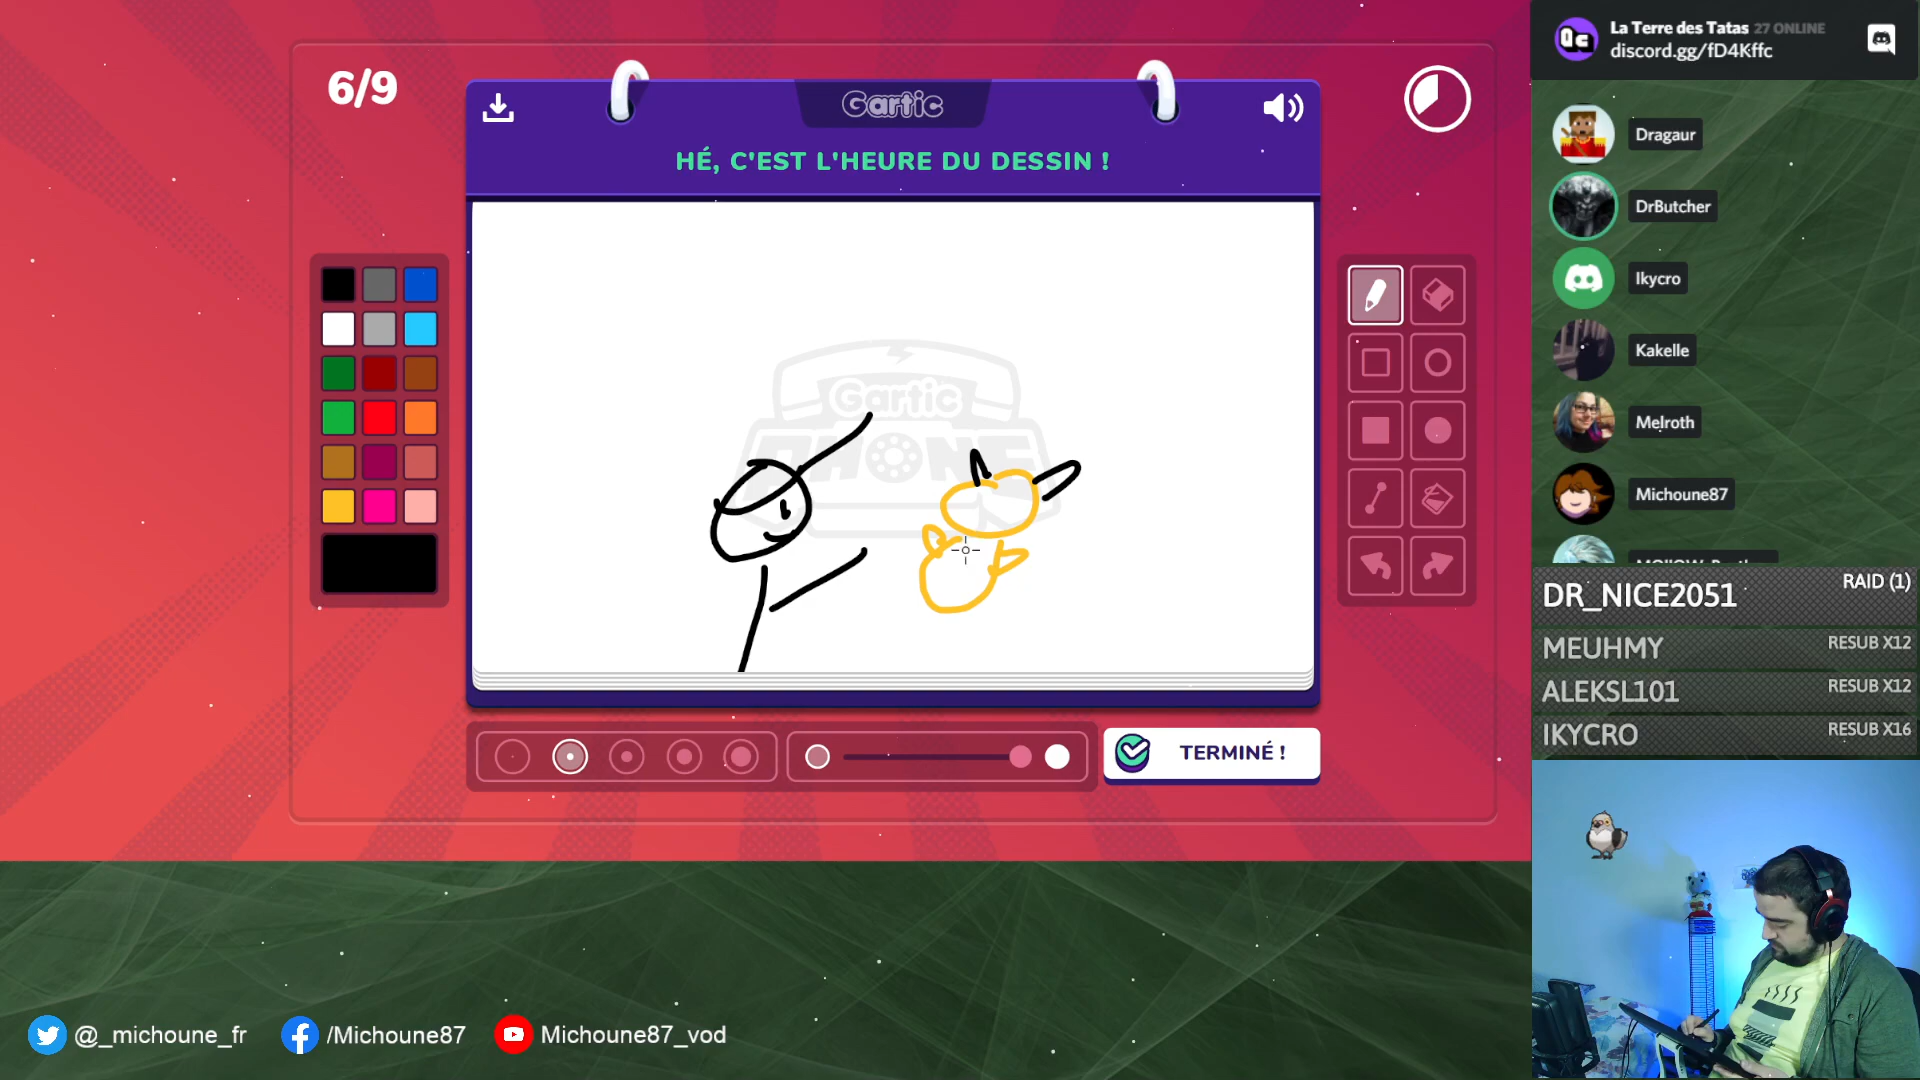 6/9
Gartic
HÉ, C'EST L'HEURE DU DESSIN !
Gartic
PHONE
TERMINÉ !
La Terre des Tatas 27 ONLINE
discord.gg/fD4Kffc
Dragaur
DrButcher
Ikycro
Kakelle
Melroth
Michoune87
DR_NICE2051 RAID (1)
MEUHMY RESUB X12
ALEKSL101 RESUB X12
IKYCRO RESUB X16
@_michoune_fr
/Michoune87
Michoune87_vod